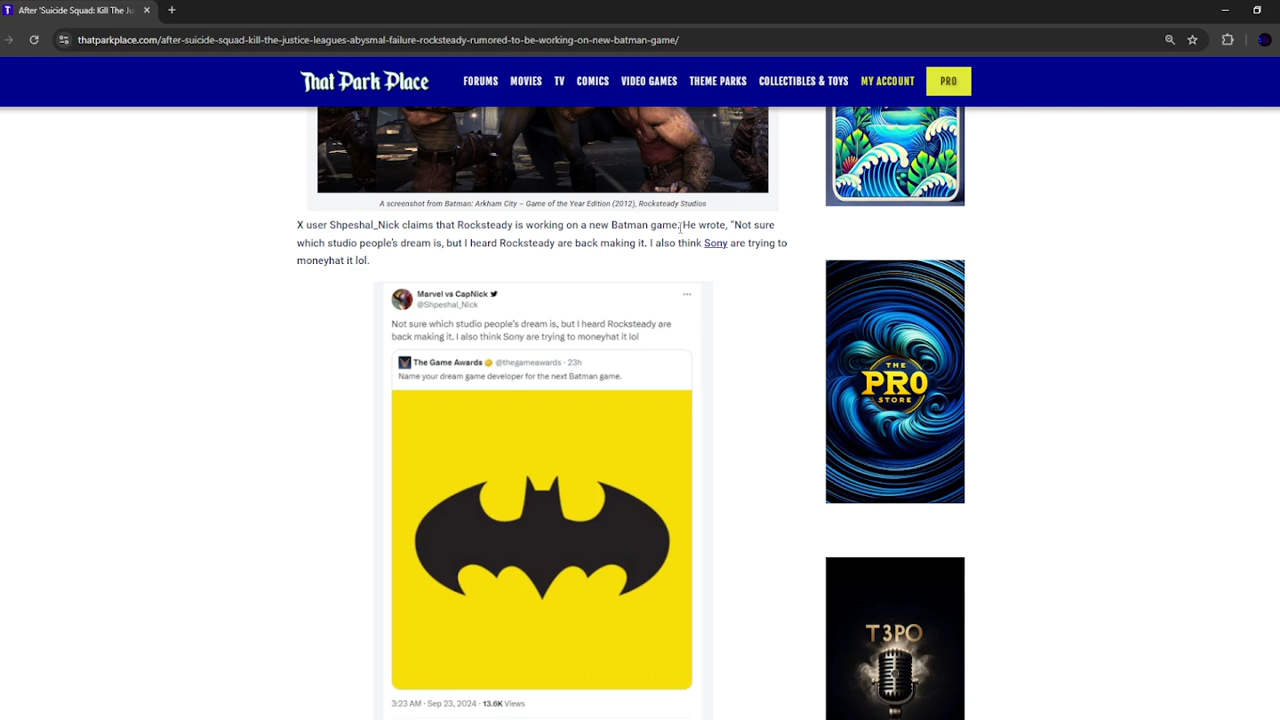 After 'Suicide Squad: Kill The Ju
thatparkplace.com/after-suicide-squad-kill-the-justice-leagues-abysmal-failure-rocksteady-rumored-to-be-working-on-new-batman-game/
That Park Place
FORUMS MOVIES TV COMICS VIDEO GAMES THEME PARKS COLLECTIBLES & TOYS MY ACCOUNT PRO
A screenshot from Batman: Arkham City – Game of the Year Edition (2012), Rocksteady Studios
X user Shpeshal_Nick claims that Rocksteady is working on a new Batman game. He wrote, “Not sure
which studio people’s dream is, but I heard Rocksteady are back making it. I also think Sony are trying to
moneyhat it lol.
Marvel vs CapNick
@Shpeshal_Nick
Not sure which studio people's dream is, but I heard Rocksteady are
back making it. I also think Sony are trying to moneyhat it lol
The Game Awards @thegameawards · 23h
Name your dream game developer for the next Batman game.
3:23 AM · Sep 23, 2024 · 13.6K Views
THE
PRO
STORE
T3PO